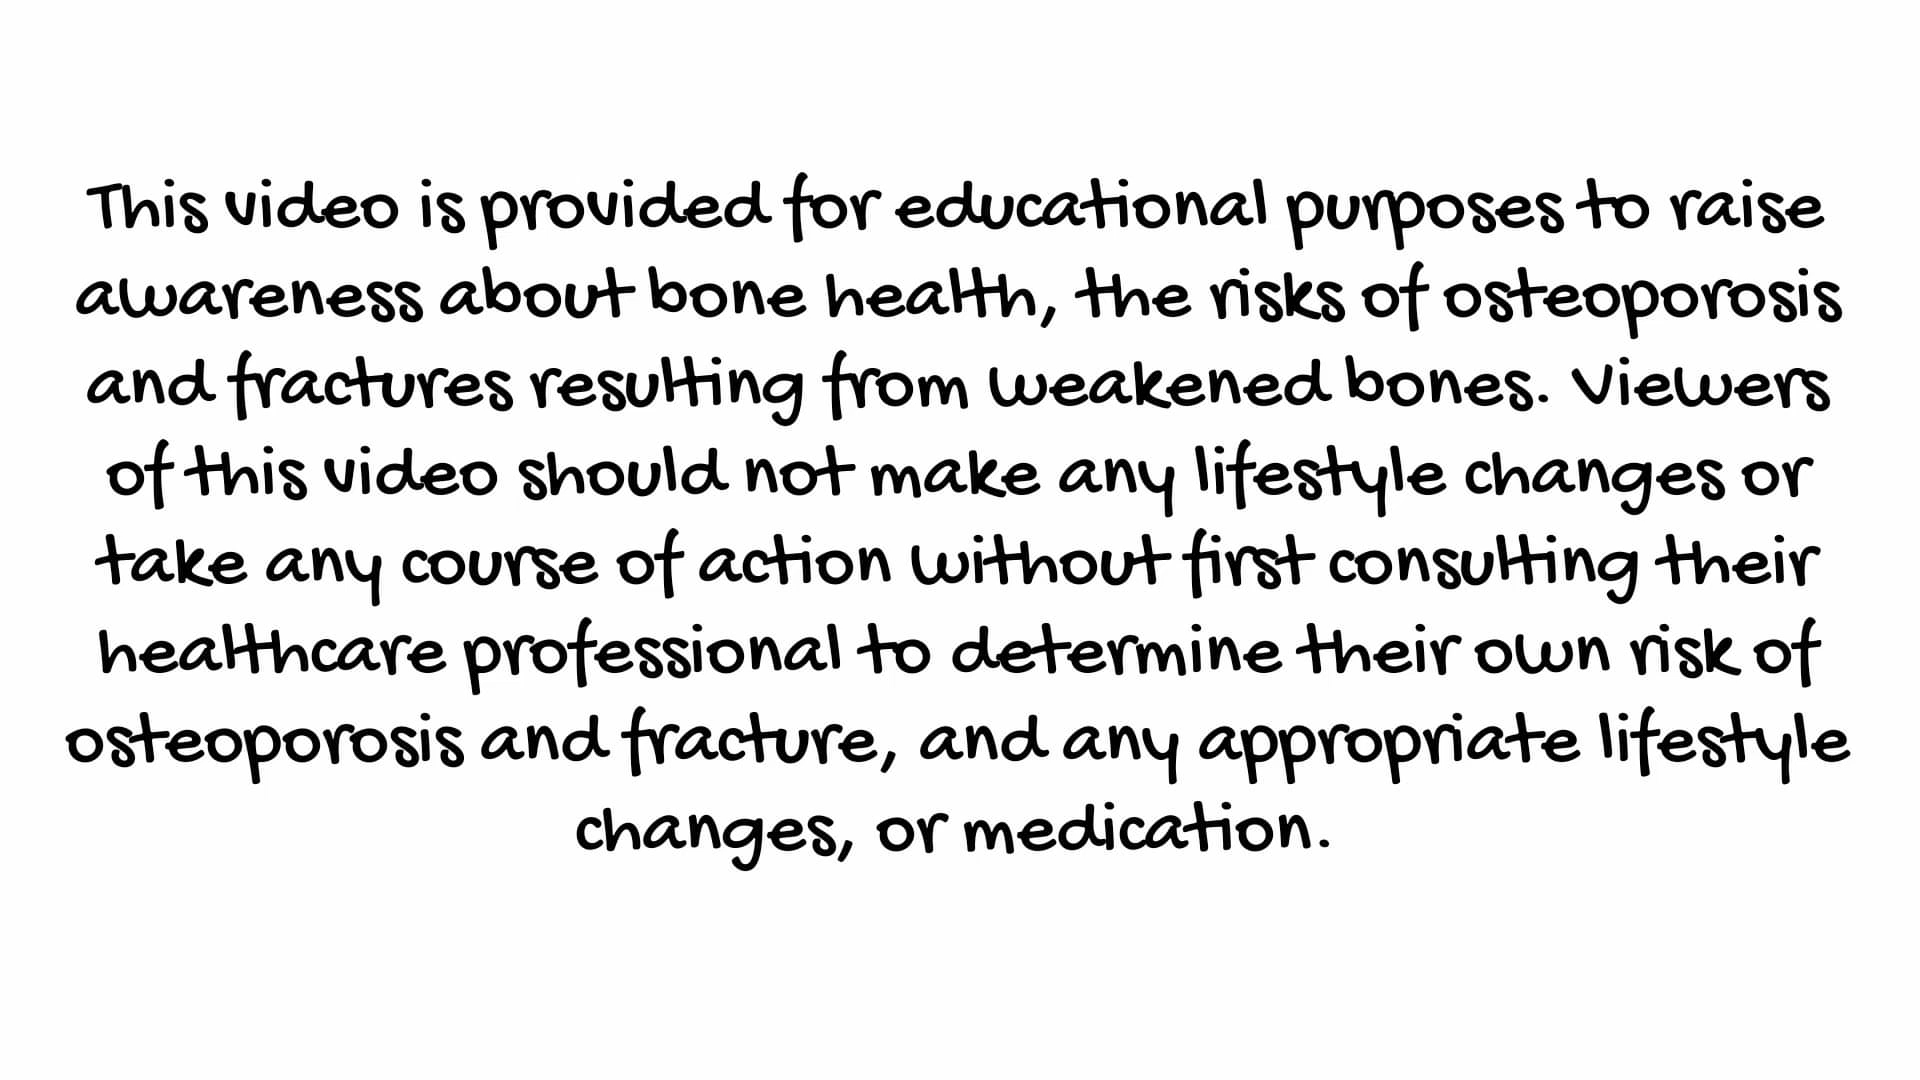 This video is provided for educational purposes to raise
awareness about bone health, the risks of osteoporosis
and fractures resulting from weakened bones. Viewers
of this video should not make any lifestyle changes or
take any course of action without first consulting their
healthcare professional to determine their own risk of
osteoporosis and fracture, and any appropriate lifestyle
changes, or medication.